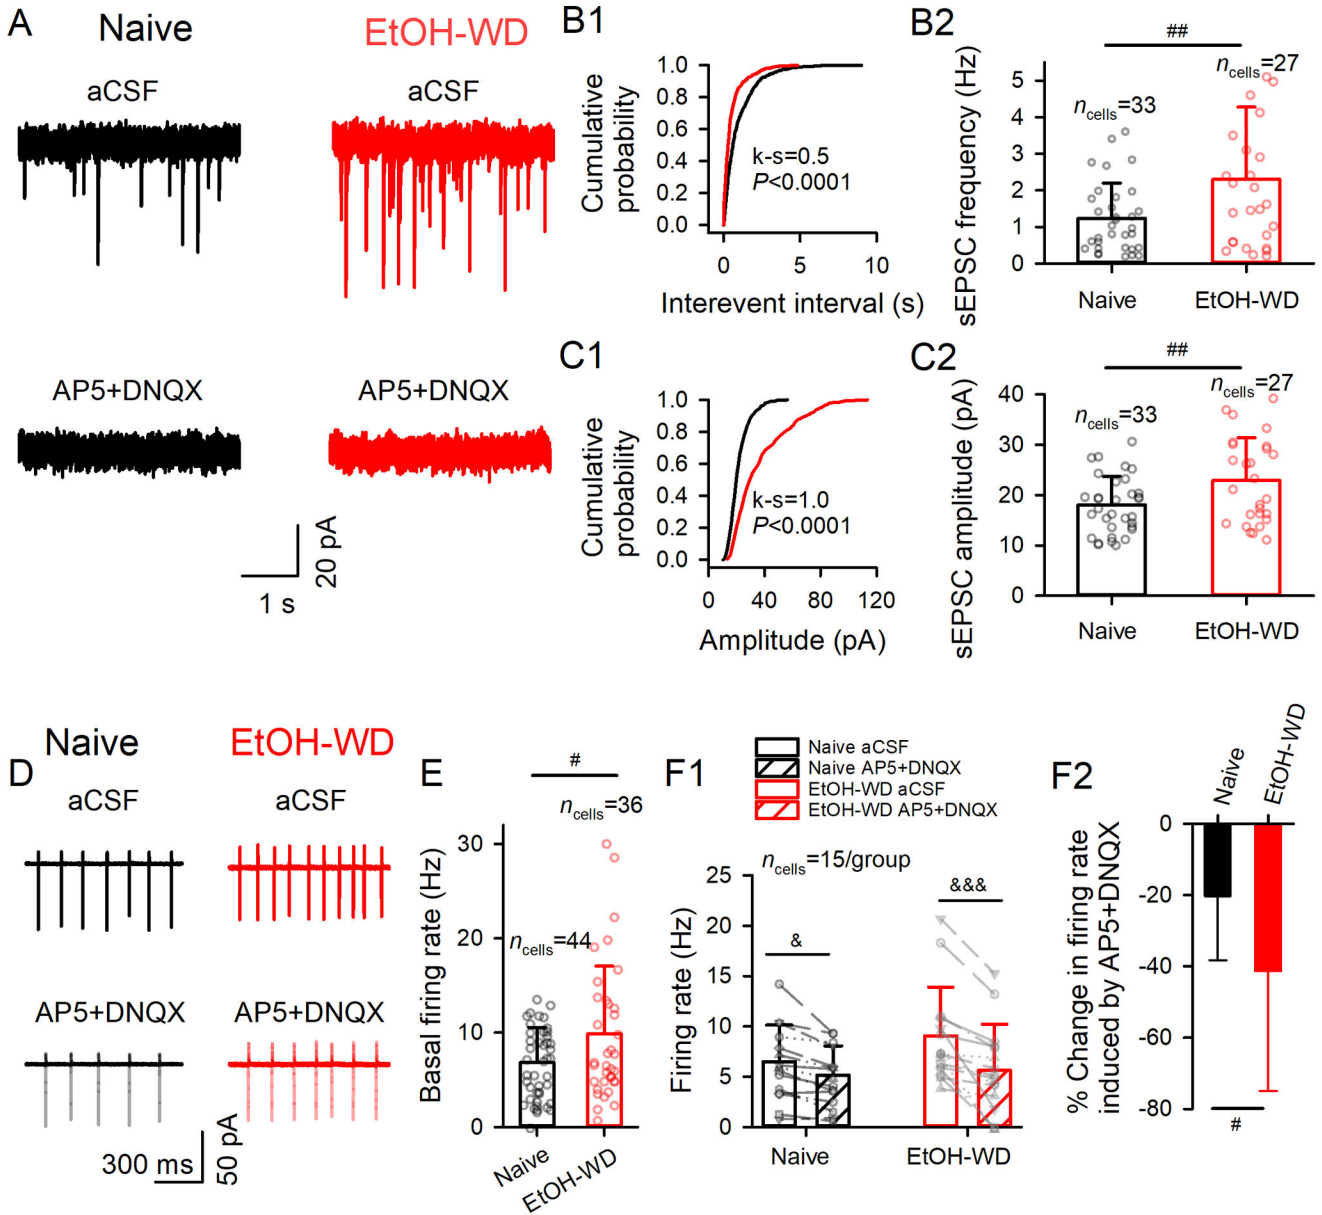 A
Naive
EtOH-WD
aCSF
aCSF
AP5+DNQX
AP5+DNQX
20 pA
1 s
B1
Cumulative
probability
1.0
0.8
0.6
0.4
0.2
0.0
k-s=0.5
P<0.0001
0
5
10
Interevent interval (s)
B2
##
sEPSC frequency (Hz)
5
4
3
2
1
0
ncells=33
ncells=27
Naive
EtOH-WD
C1
Cumulative
probability
1.0
0.8
0.6
0.4
0.2
0.0
k-s=1.0
P<0.0001
0
40
80
120
Amplitude (pA)
C2
##
sEPSC amplitude (pA)
40
30
20
10
0
ncells=33
ncells=27
Naive
EtOH-WD
D
Naive
EtOH-WD
aCSF
aCSF
AP5+DNQX
AP5+DNQX
300 ms
50 pA
E
#
ncells=36
ncells=44
Basal firing rate (Hz)
30
20
10
0
Naive
EtOH-WD
F1
Naive aCSF
Naive AP5+DNQX
EtOH-WD aCSF
EtOH-WD AP5+DNQX
ncells=15/group
Firing rate (Hz)
25
20
15
10
5
0
&
&&&
Naive
EtOH-WD
F2
Naive
EtOH-WD
% Change in firing rate
induced by AP5+DNQX
0
-20
-40
-60
-80
#